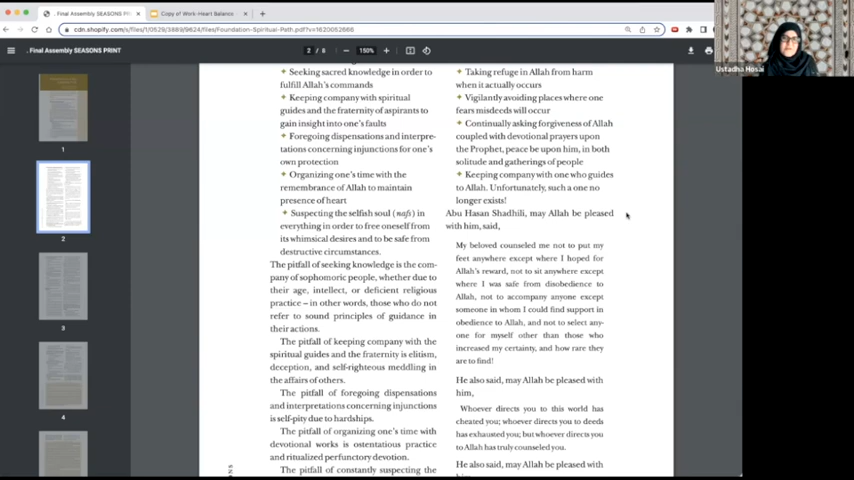 . Final Assembly SEASONS PRINT
Copy of Work-Heart Balance
cdn.shopify.com/s/files/1/0529/3889/9624/files/Foundation-Spiritual-Path.pdf?v=1620052666
. Final Assembly SEASONS PRINT
2 / 8
150%
Ustadha Hosai
1
2
3
4
Seeking sacred knowledge in order to
fulfill Allah's commands
Keeping company with spiritual
guides and the fraternity of aspirants to
gain insight into one's faults
Foregoing dispensations and interpre-
tations concerning injunctions for one's
own protection
Organizing one's time with the
remembrance of Allah to maintain
presence of heart
Suspecting the selfish soul (nafs) in
everything in order to free oneself from
its whimsical desires and to be safe from
destructive circumstances.
The pitfall of seeking knowledge is the com-
pany of sophomoric people, whether due to
their age, intellect, or deficient religious
practice – in other words, those who do not
refer to sound principles of guidance in
their actions.
The pitfall of keeping company with the
spiritual guides and the fraternity is elitism,
deception, and self-righteous meddling in
the affairs of others.
The pitfall of foregoing dispensations
and interpretations concerning injunctions
is self-pity due to hardships.
The pitfall of organizing one's time with
devotional works is ostentatious practice
and ritualized perfunctory devotion.
The pitfall of constantly suspecting the
Taking refuge in Allah from harm
when it actually occurs
Vigilantly avoiding places where one
fears misdeeds will occur
Continually asking forgiveness of Allah
coupled with devotional prayers upon
the Prophet, peace be upon him, in both
solitude and gatherings of people
Keeping company with one who guides
to Allah. Unfortunately, such a one no
longer exists!
Abu Hasan Shadhili, may Allah be pleased
with him, said,
My beloved counseled me not to put my
feet anywhere except where I hoped for
Allah's reward, not to sit anywhere except
where I was safe from disobedience to
Allah, not to accompany anyone except
someone in whom I could find support in
obedience to Allah, and not to select any-
one for myself other than those who
increased my certainty, and how rare they
are to find!
He also said, may Allah be pleased with
him,
Whoever directs you to this world has
cheated you; whoever directs you to deeds
has exhausted you; but whoever directs you
to Allah has truly counseled you.
He also said, may Allah be pleased with